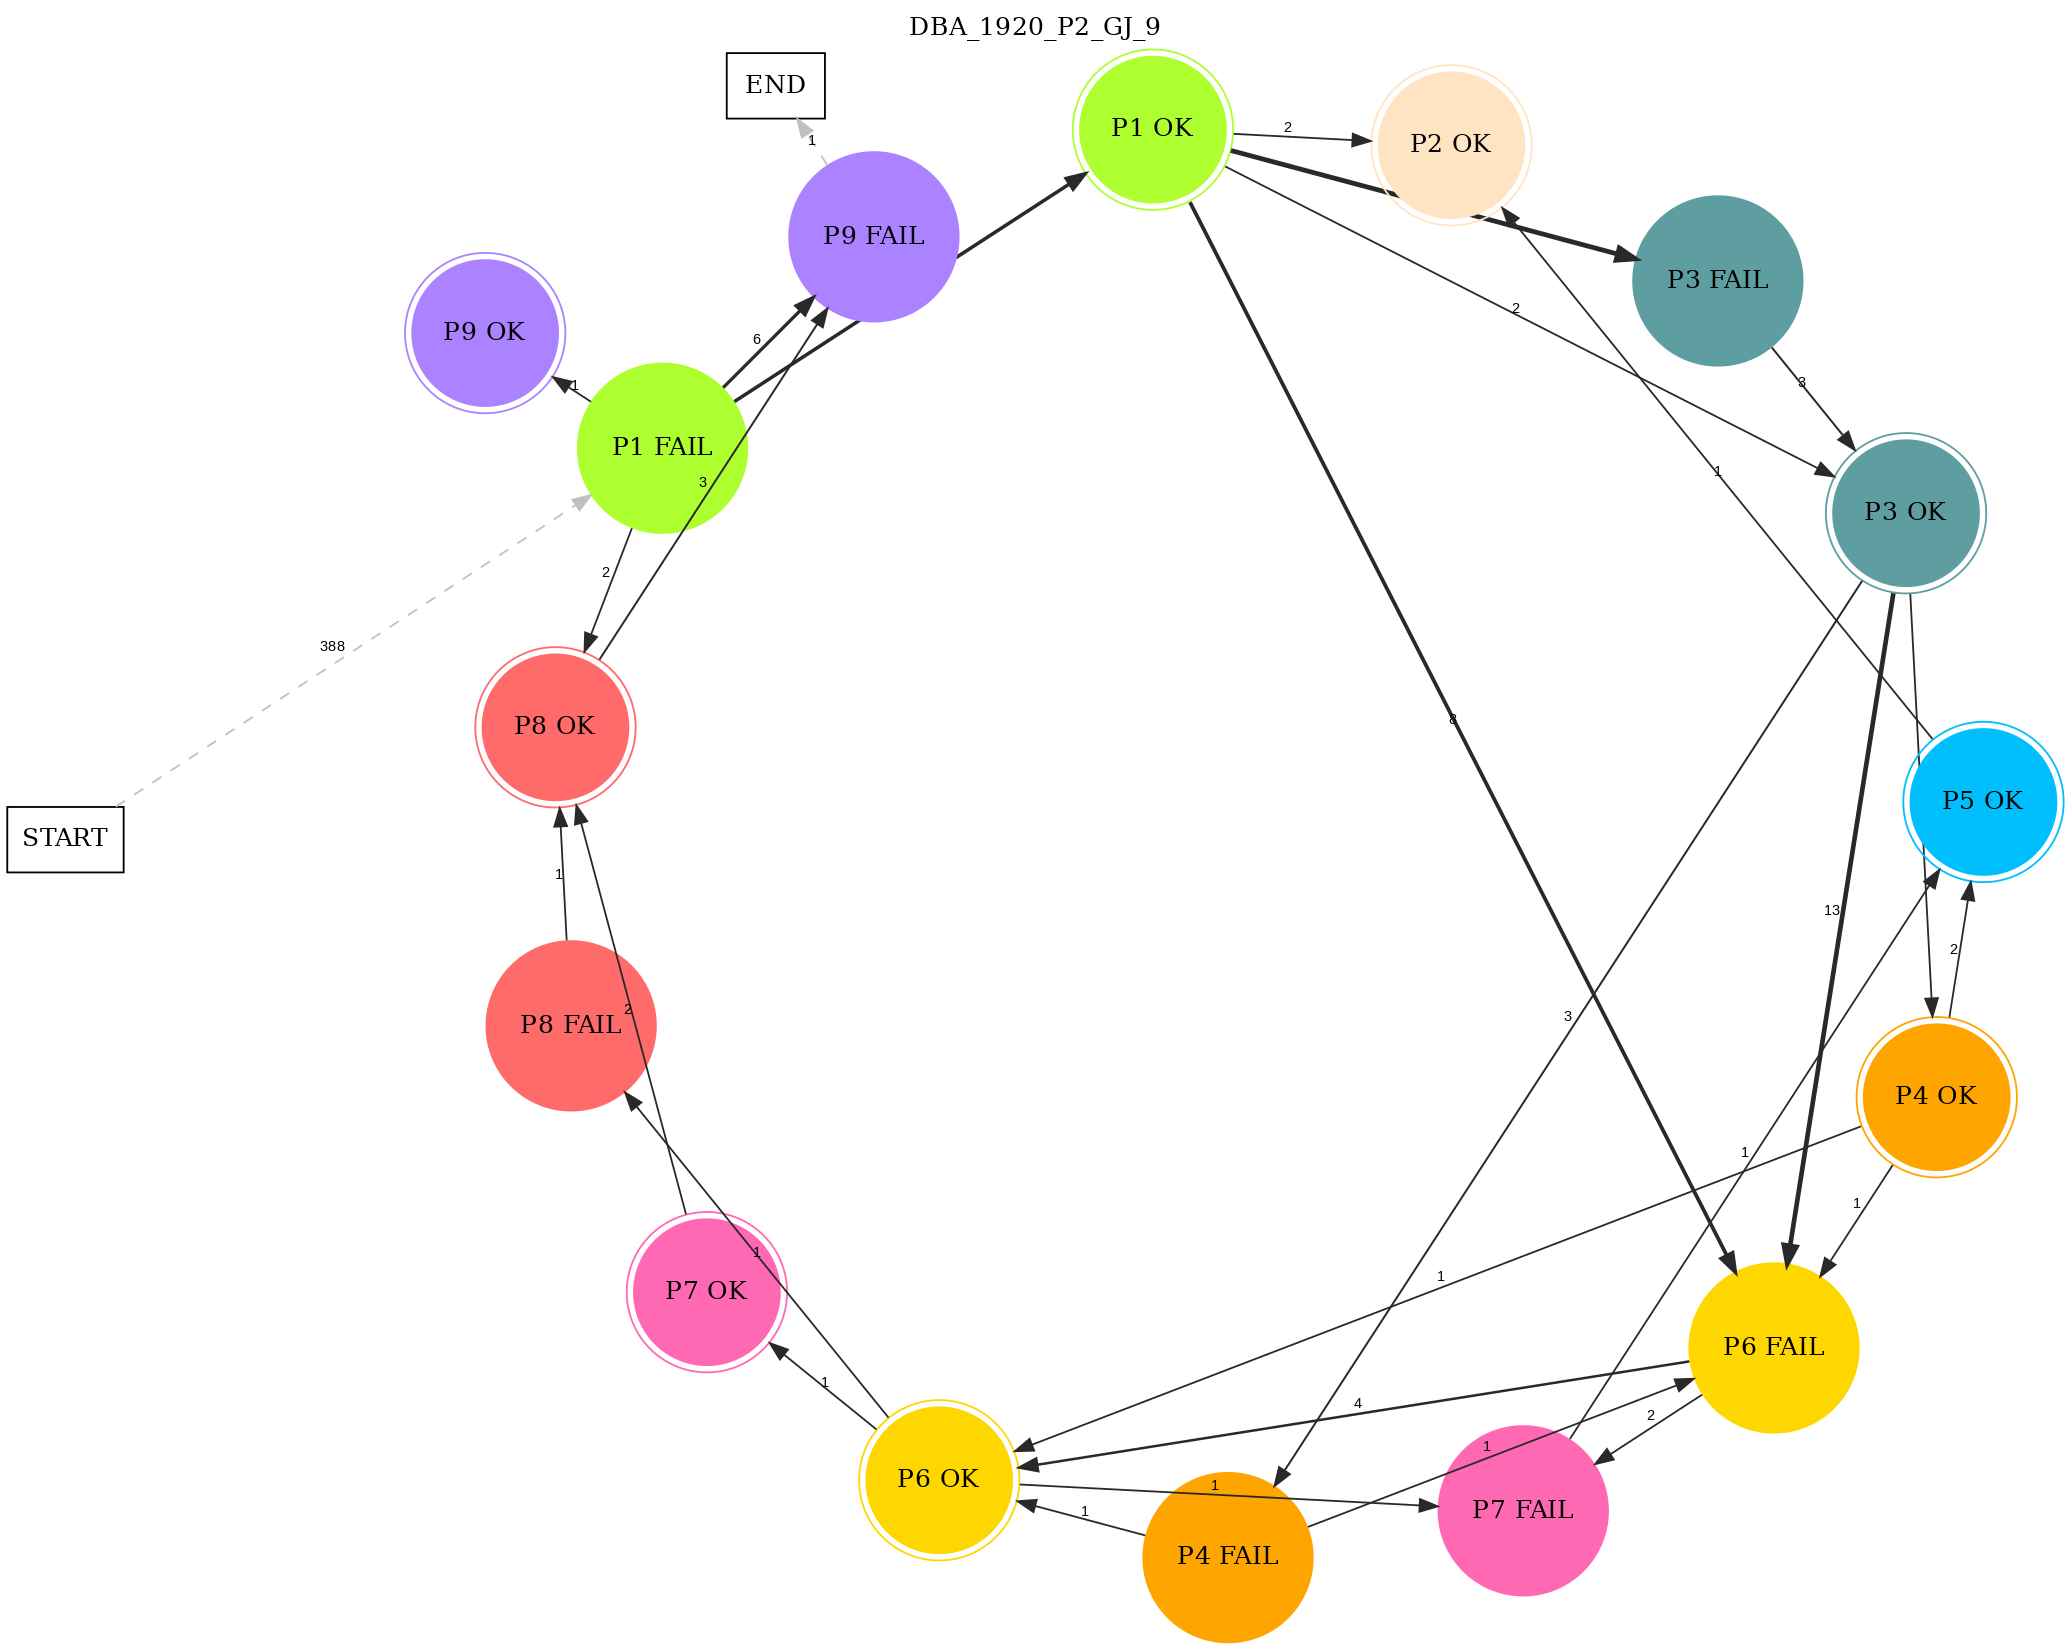 DBA_1920_P2_GJ_9
END
P1 OK
2
P2 OK
1
P9 FAIL
P3 FAIL
P9 OK
1
6
2
3
P1 FAIL
3
P3 OK
1
2
388
P8 OK
8
P5 OK
START
1
13
2
P8 FAIL
2
3
P4 OK
1
1
1
1
P7 OK
P6 FAIL
1
4
2
1
P6 OK
1
1
P7 FAIL
P4 FAIL